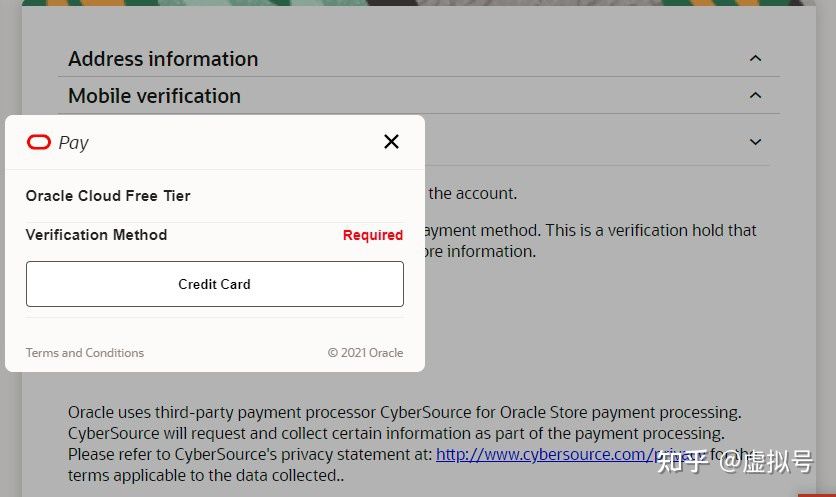 Address information
Mobile verification
Pay
Oracle Cloud Free Tier
Verification Method Required
Credit Card
Terms and Conditions © 2021 Oracle
the account.
ayment method. This is a verification hold that
ore information.
Oracle uses third-party payment processor CyberSource for Oracle Store payment processing.
CyberSource will request and collect certain information as part of the payment processing.
Please refer to CyberSource's privacy statement at: http://www.cybersource.com/privacy for the
terms applicable to the data collected..
知乎 @虚拟号